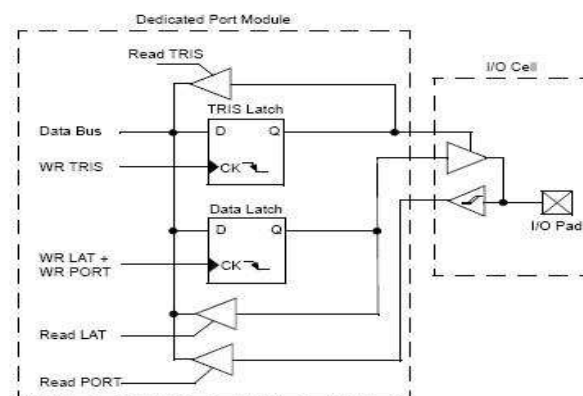 Dedicated Port Module
Read TRIS
I/O Cell
TRIS Latch
Data Bus
D Q
WR TRIS
CK
Data Latch
I/O Pad
D Q
WR LAT +
WR PORT
CK
Read LAT
Read PORT